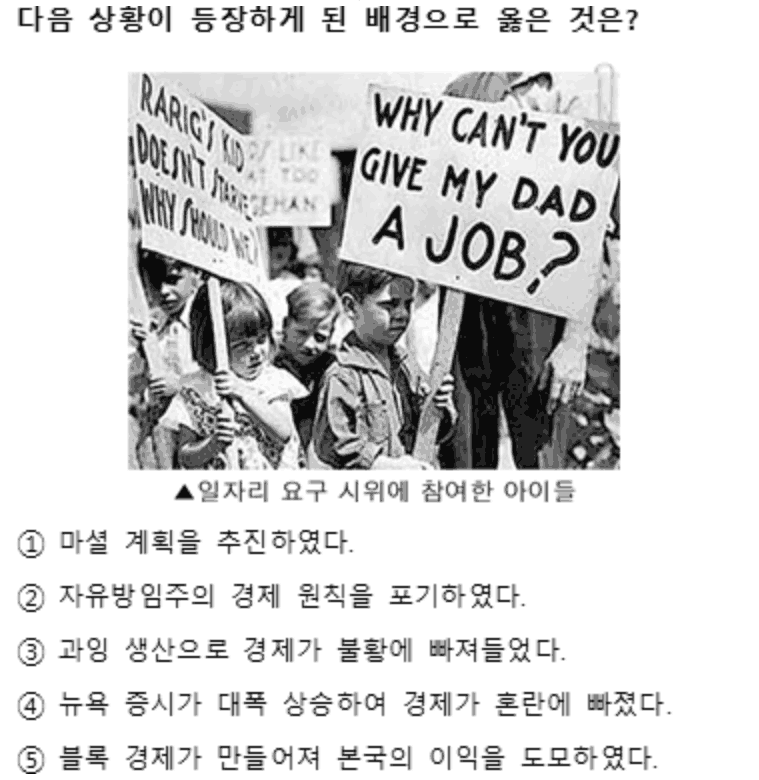 다음 상황이 등장하게 된 배경으로 옳은 것은?
RARIG'S KID
DOESN'T STARVE
WHY SHOULD WE?
LIKE
TOO
WHY CAN'T YOU
GIVE MY DAD
A JOB?
▲일자리 요구 시위에 참여한 아이들
① 마셜 계획을 추진하였다.
② 자유방임주의 경제 원칙을 포기하였다.
③ 과잉 생산으로 경제가 불황에 빠져들었다.
④ 뉴욕 증시가 대폭 상승하여 경제가 혼란에 빠졌다.
⑤ 블록 경제가 만들어져 본국의 이익을 도모하였다.